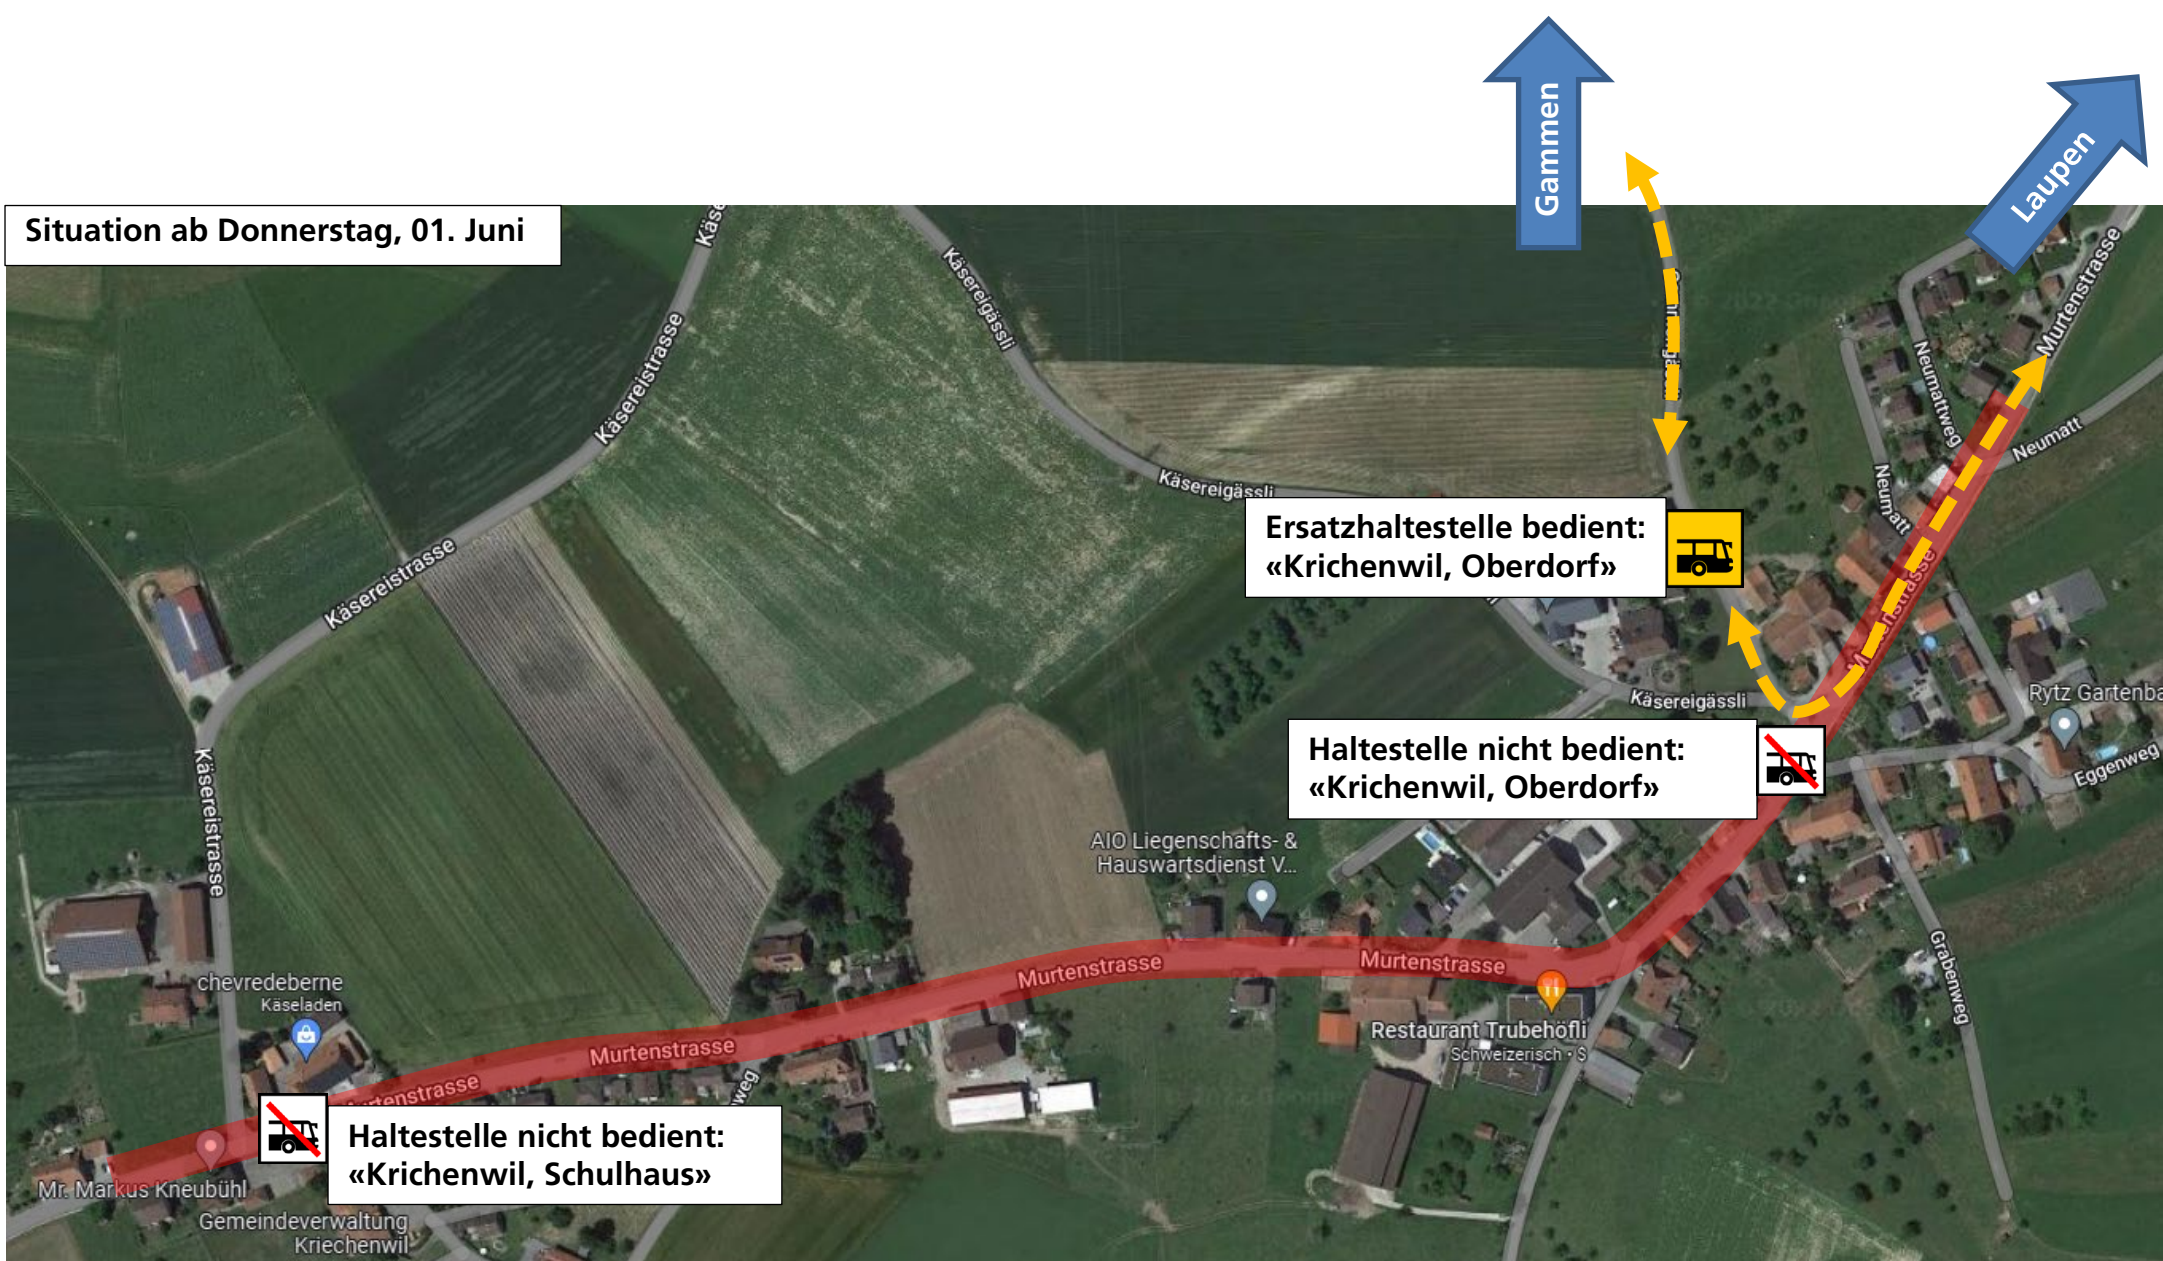 Gammen
Laupen
Situation ab Donnerstag, 01. Juni
Käsereigässli
Murtenstrasse
Käsereistrasse
Neumattweg
Neumatt
Käsereigässli
Neumatt
Ersatzhaltestelle bedient:
«Krichenwil, Oberdorf»
Käsereistrasse
Murtenstrasse
Käsereigässli
Rytz Gartenba
Haltestelle nicht bedient:
«Krichenwil, Oberdorf»
Eggenweg
Käsereistrasse
AIO Liegenschafts- &
Hauswartsdienst V...
Grabenweg
Murtenstrasse
Murtenstrasse
chevredeberne
Käseladen
Restaurant Trubehöfli
Schweizerisch · $
Murtenstrasse
Haltestelle nicht bedient:
«Krichenwil, Schulhaus»
Mr. Markus Kneubühl
Gemeindeverwaltung
Kriechenwil